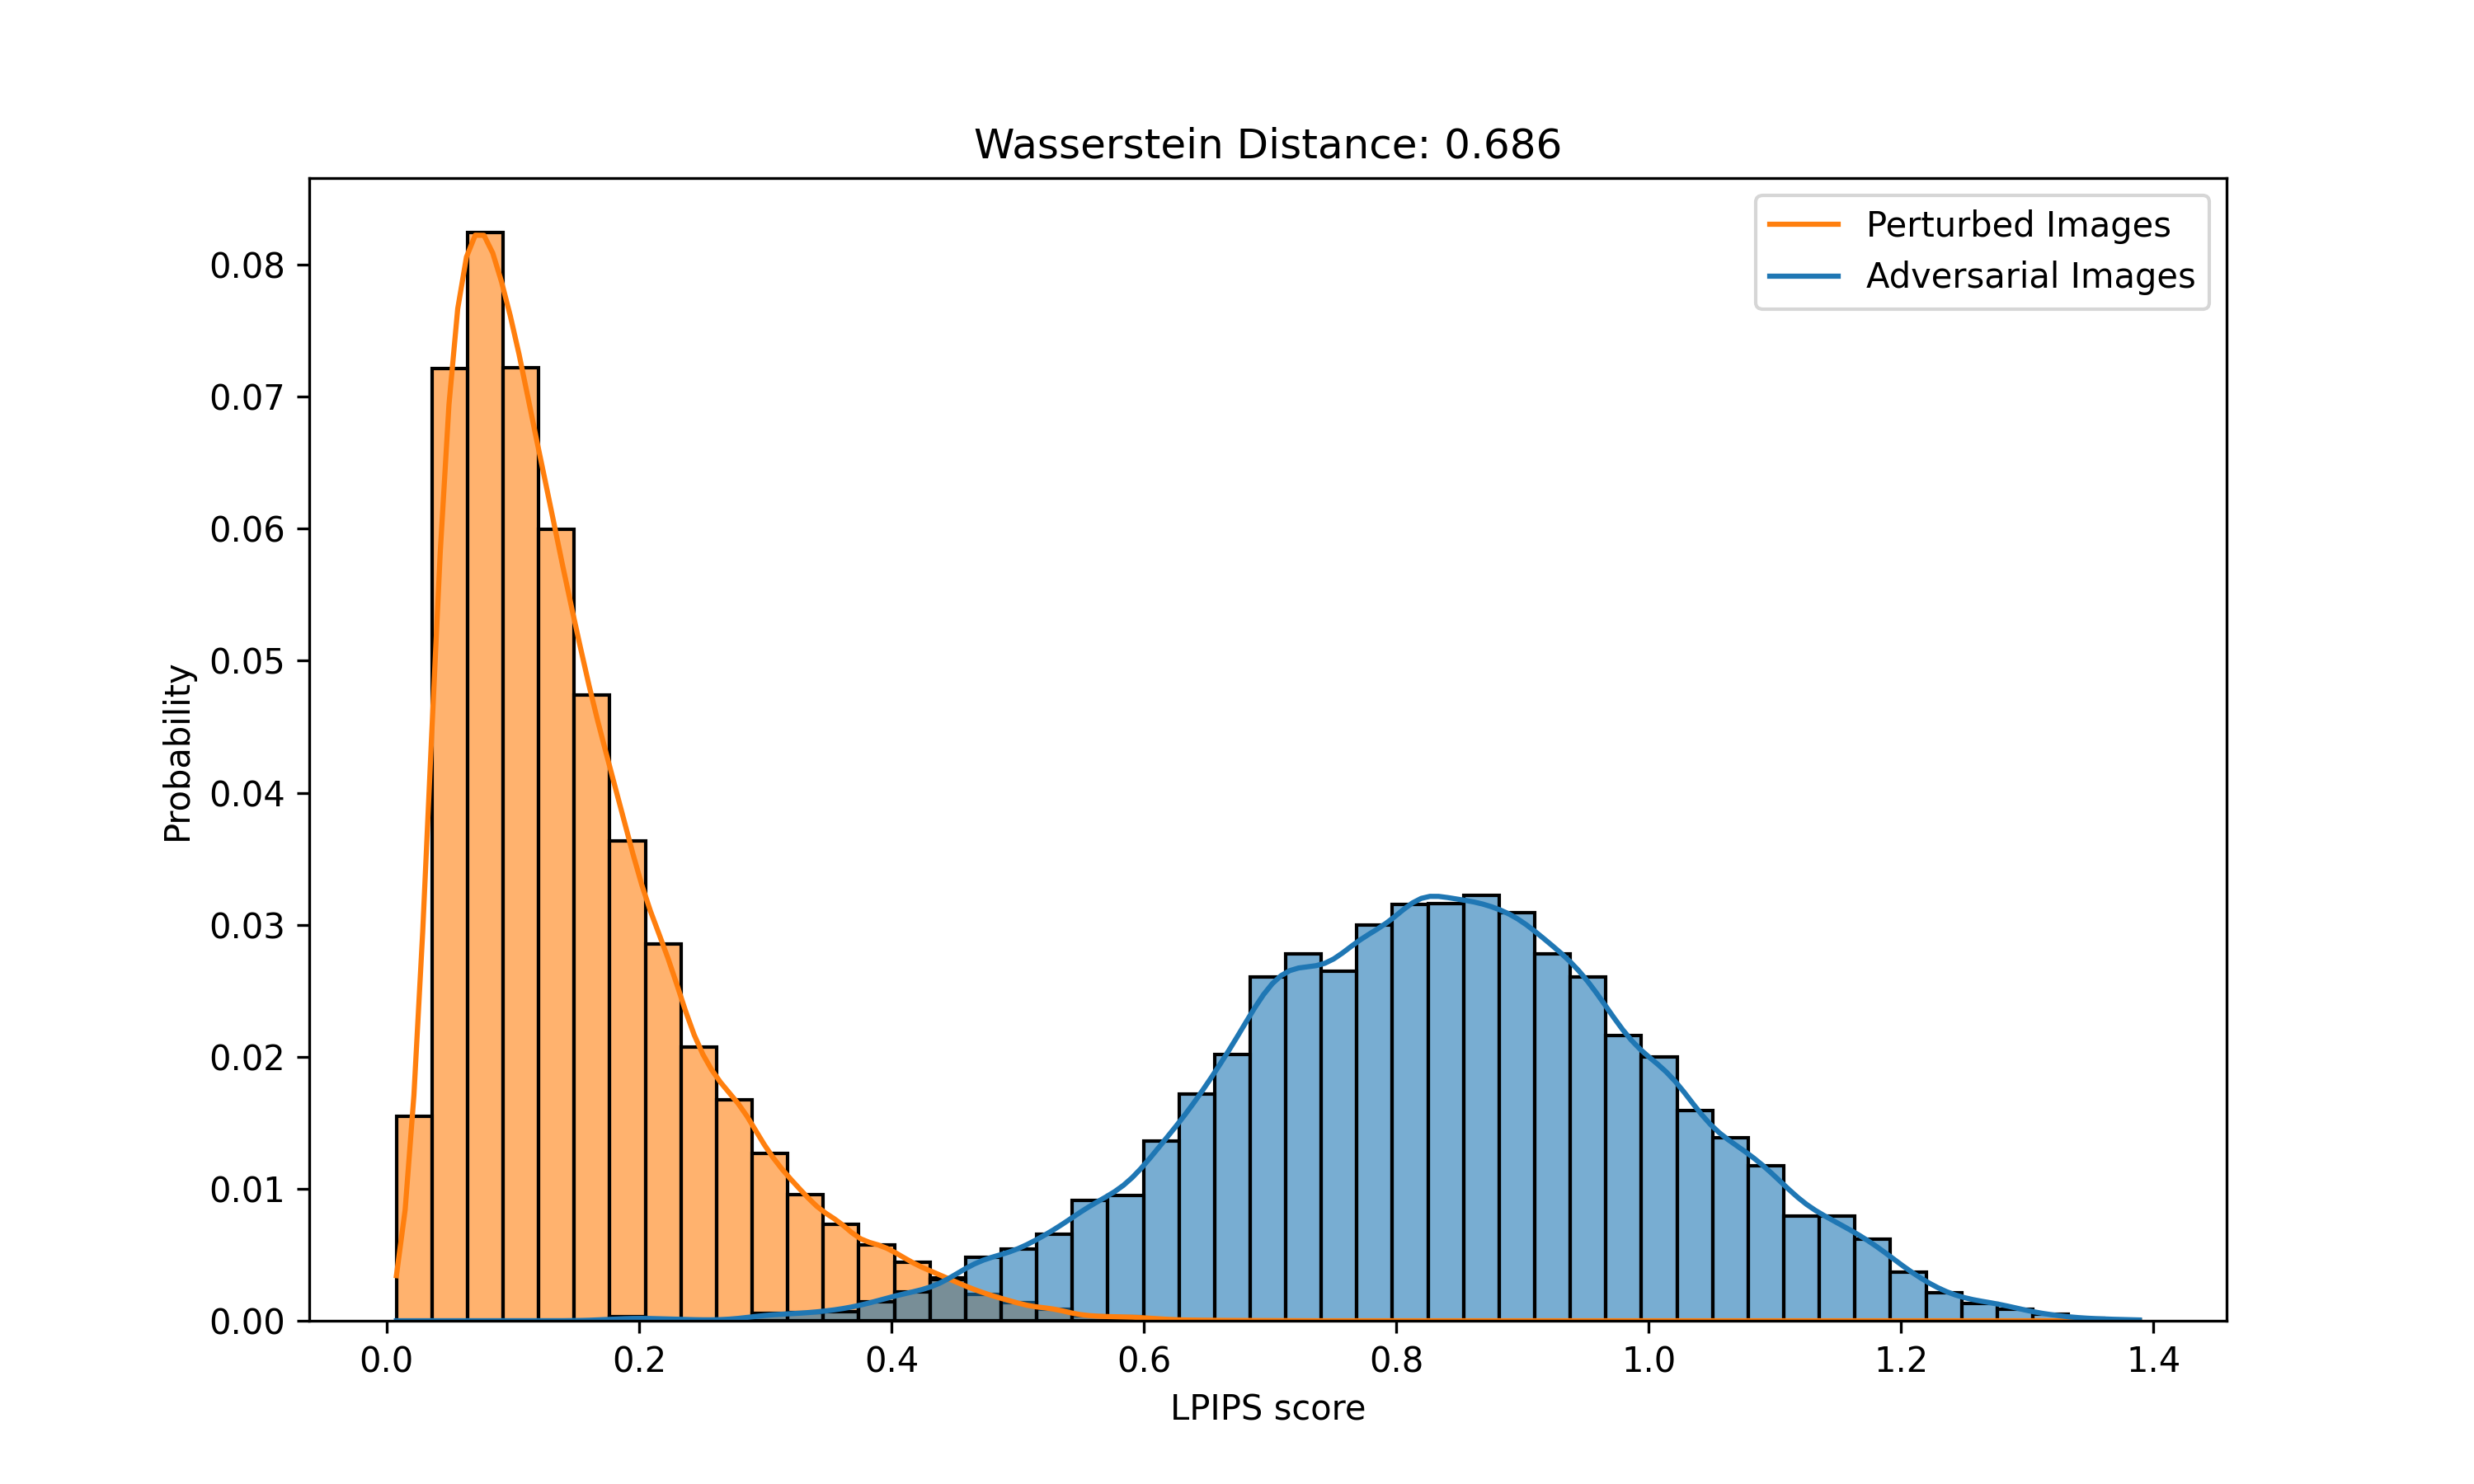 Wasserstein Distance: 0.686
Perturbed Images
Adversarial Images
Probability
0.08
0.07
0.06
0.05
0.04
0.03
0.02
0.01
0.00
0.0 0.2 0.4 0.6 0.8 1.0 1.2 1.4
LPIPS score